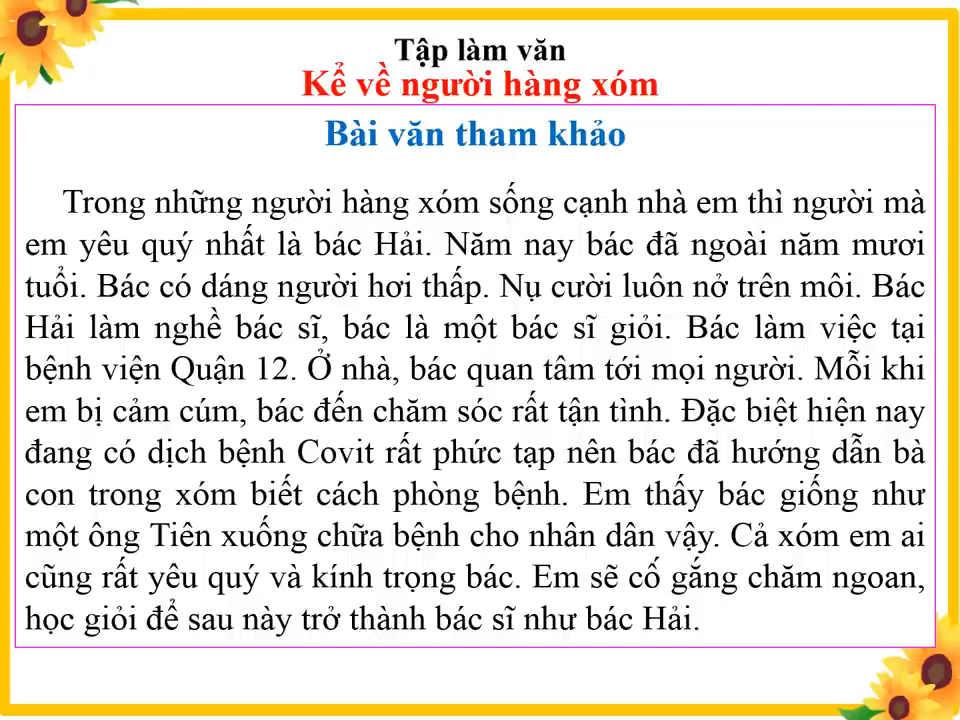 Tập làm văn
Kể về người hàng xóm
Bài văn tham khảo
Trong những người hàng xóm sống cạnh nhà em thì người mà
em yêu quý nhất là bác Hải. Năm nay bác đã ngoài năm mươi
tuổi. Bác có dáng người hơi thấp. Nụ cười luôn nở trên môi. Bác
Hải làm nghề bác sĩ, bác là một bác sĩ giỏi. Bác làm việc tại
bệnh viện Quận 12. Ở nhà, bác quan tâm tới mọi người. Mỗi khi
em bị cảm cúm, bác đến chăm sóc rất tận tình. Đặc biệt hiện nay
đang có dịch bệnh Covit rất phức tạp nên bác đã hướng dẫn bà
con trong xóm biết cách phòng bệnh. Em thấy bác giống như
một ông Tiên xuống chữa bệnh cho nhân dân vậy. Cả xóm em ai
cũng rất yêu quý và kính trọng bác. Em sẽ cố gắng chăm ngoan,
học giỏi để sau này trở thành bác sĩ như bác Hải.